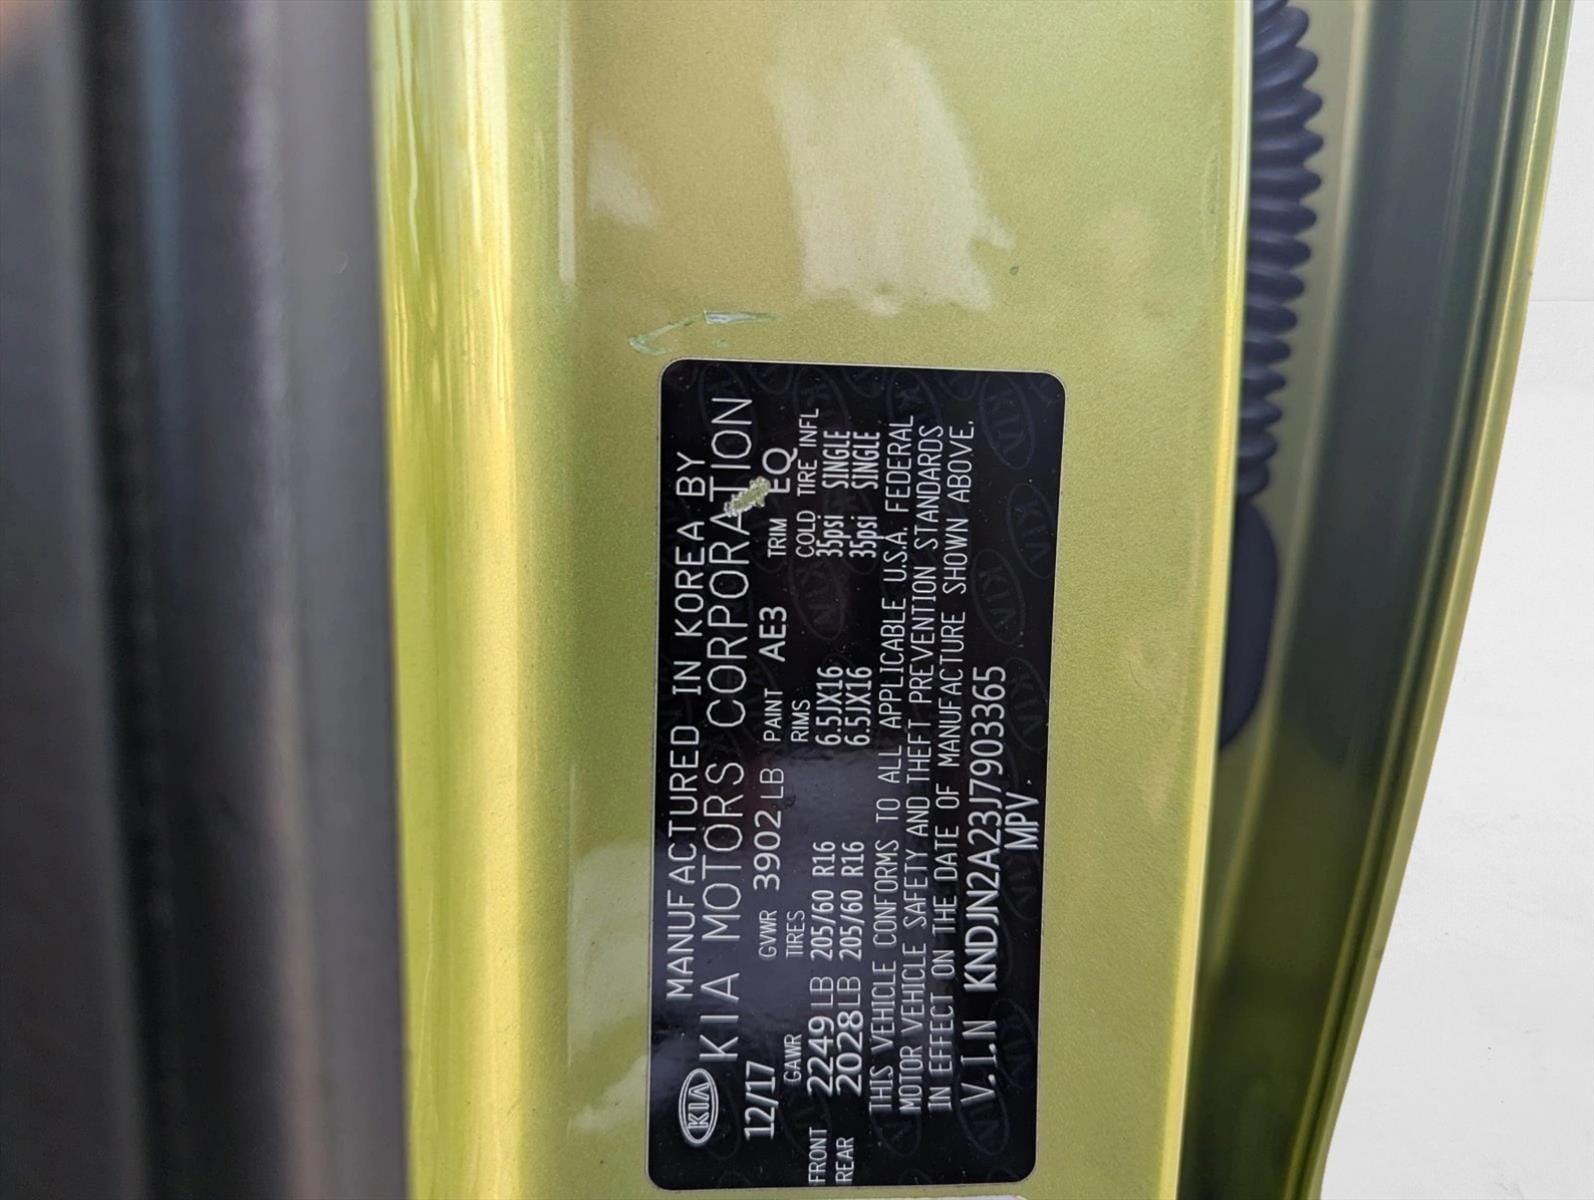 KIA MANUFACTURED IN KOREA BY
KIA MOTORS CORPORATION
12/17 GVWR 3902 LB PAINT AE3 TRIM EQ
GAWR TIRES RIMS COLD TIRE INFL
FRONT 2249 LB 205/60 R16 6.5JX16 35psi SINGLE
REAR 2028 LB 205/60 R16 6.5JX16 35psi SINGLE
THIS VEHICLE CONFORMS TO ALL APPLICABLE U.S.A. FEDERAL
MOTOR VEHICLE SAFETY AND THEFT PREVENTION STANDARDS
IN EFFECT ON THE DATE OF MANUFACTURE SHOWN ABOVE.
V.I.N KNDJN2A23J7903365
MPV